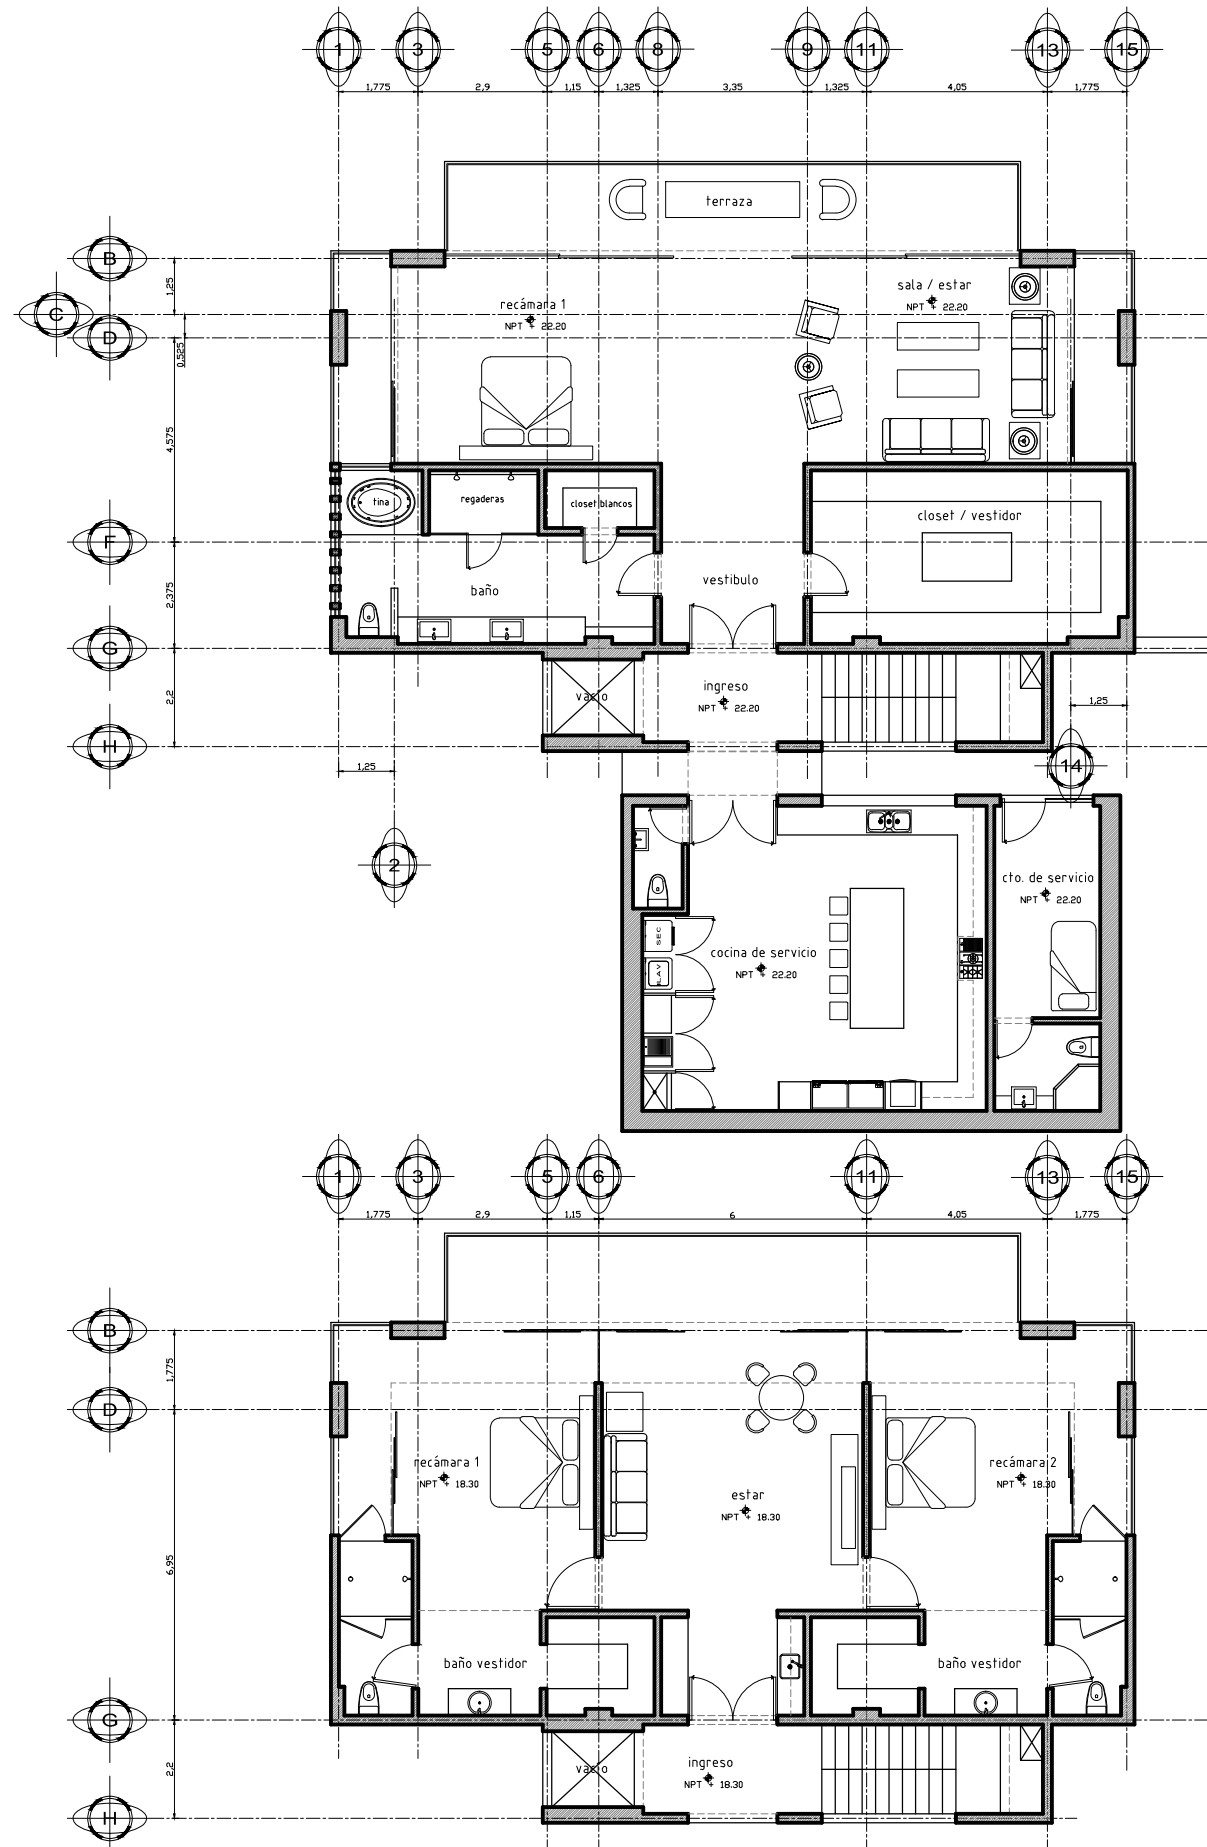 1 3 5 6 8 9 11 13 15
1,775 2,9 1,15 1,325 3,35 1,325 4,05 1,775
terraza
B
1,25
sala / estar
NPT 22.20
recámara 1
NPT 22.20
C
D
0,525
4,575
tina
regaderas
closet blancos
closet / vestidor
F
2,375
baño
vestibulo
G
2,2
vacío
ingreso
NPT 22.20
1,25
H
1,25
14
2
cto. de servicio
NPT 22.20
SEC
LAV
cocina de servicio
NPT 22.20
1 3 5 6 11 13 15
1,775 2,9 1,15 6 4,05 1,775
B
1,775
D
recámara 1
NPT 18.30
recámara 2
NPT 18.30
estar
NPT 18.30
6,95
baño vestidor
baño vestidor
G
2,2
vacío
ingreso
NPT 18.30
H